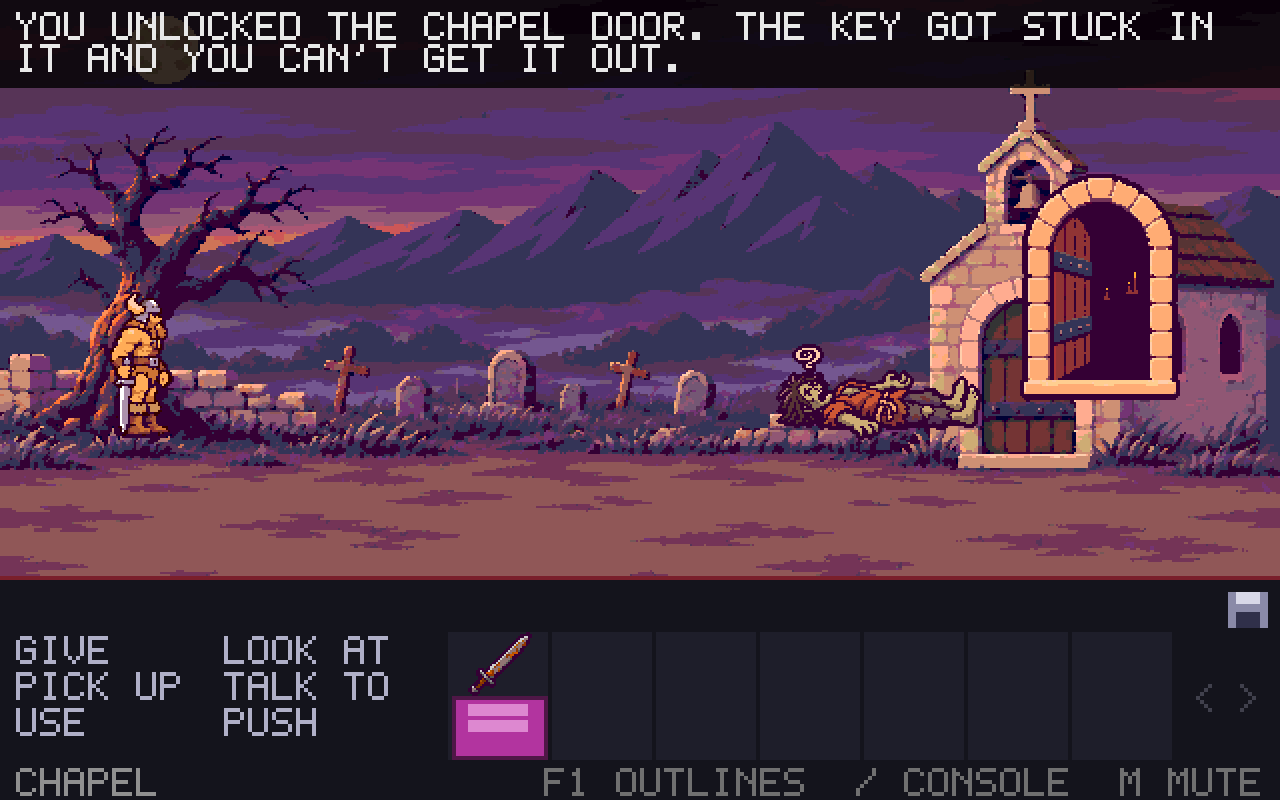 YOU UNLOCKED THE CHAPEL DOOR. THE KEY GOT STUCK IN
IT AND YOU CAN'T GET IT OUT.
GIVE LOOK AT
PICK UP TALK TO
USE PUSH
< >
CHAPEL F1 OUTLINES / CONSOLE M MUTE